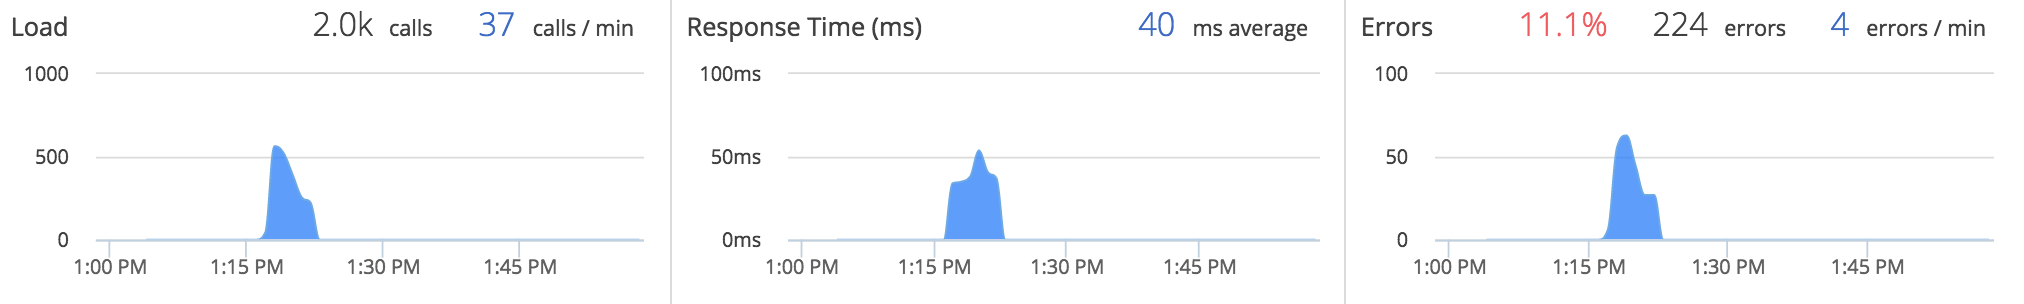 Load 2.0k calls 37 calls / min
1000
500
0
1:00 PM 1:15 PM 1:30 PM 1:45 PM
Response Time (ms) 40 ms average
100ms
50ms
0ms
1:00 PM 1:15 PM 1:30 PM 1:45 PM
Errors 11.1% 224 errors 4 errors / min
100
50
0
1:00 PM 1:15 PM 1:30 PM 1:45 PM